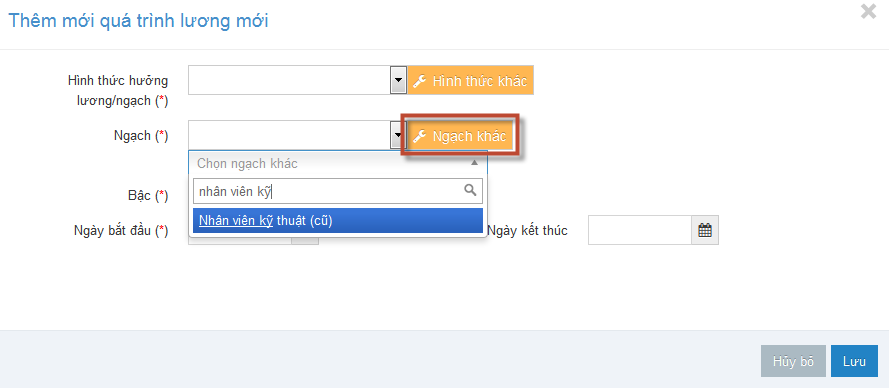 Thêm mới quá trình lương mới
Hình thức hưởng
lương/ngạch (*)
Hình thức khác
Ngạch (*)
Ngạch khác
Chọn ngạch khác
nhân viên kỹ
Nhân viên kỹ thuật (cũ)
Bậc (*)
Ngày bắt đầu (*)
Ngày kết thúc
Hủy bỏ
Lưu